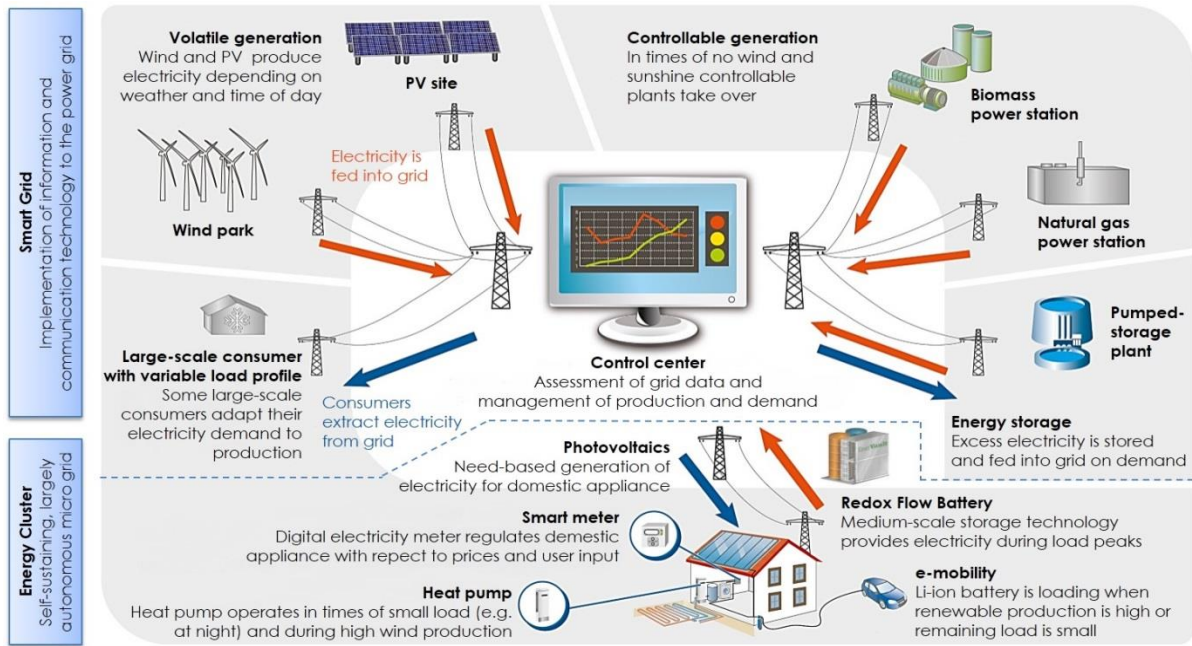 Smart Grid
Implementation of information and
communication technology to the power grid
Volatile generation
Wind and PV produce
electricity depending on
weather and time of day
PV site
Wind park
Electricity is
fed into grid
Controllable generation
In times of no wind and
sunshine controllable
plants take over
Biomass
power station
Natural gas
power station
Large-scale consumer
with variable load profile
Some large-scale
consumers adapt their
electricity demand to
production
Consumers
extract electricity
from grid
Control center
Assessment of grid data and
management of production and demand
Pumped-
storage
plant
Energy storage
Excess electricity is stored
and fed into grid on demand
Energy Cluster
Self-sustaining, largely
autonomous micro grid
Photovoltaics
Need-based generation of
electricity for domestic appliance
Smart meter
Digital electricity meter regulates demestic
appliance with repect to prices and user input
Heat pump
Heat pump operates in times of small load (e.g.
at night) and during high wind production
Redox Flow Battery
Medium-scale storage technology
provides electricity during load peaks
e-mobility
Li-ion battery is loading when
renewable production is high or
remaining load is small